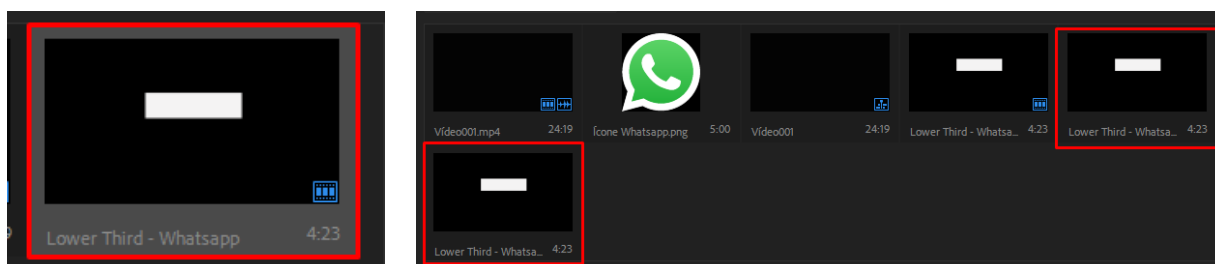 Lower Third - Whatsapp 4:23
Vídeo001.mp4 24:19
Ícone Whatsapp.png 5:00
Vídeo001 24:19
Lower Third - Whatsa... 4:23
Lower Third - Whatsa... 4:23
Lower Third - Whatsa... 4:23